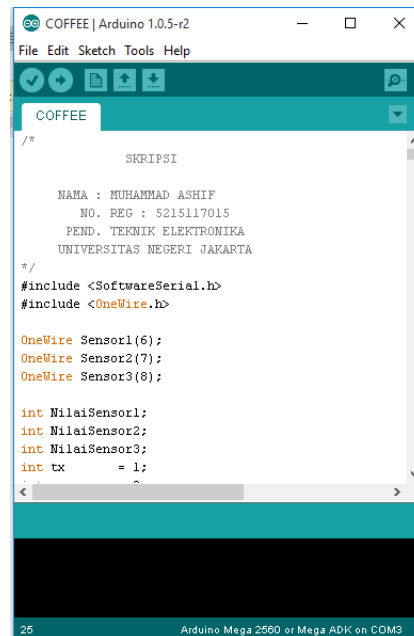 COFFEE | Arduino 1.0.5-r2
File Edit Sketch Tools Help
COFFEE
/*
SKRIPSI
NAMA : MUHAMMAD ASHIF
NO. REG : 5215117015
PEND. TEKNIK ELEKTRONIKA
UNIVERSITAS NEGERI JAKARTA
*/
#include <SoftwareSerial.h>
#include <OneWire.h>
OneWire Sensor1(6);
OneWire Sensor2(7);
OneWire Sensor3(8);
int NilaiSensor1;
int NilaiSensor2;
int NilaiSensor3;
int tx = 1;
25 Arduino Mega 2560 or Mega ADK on COM3